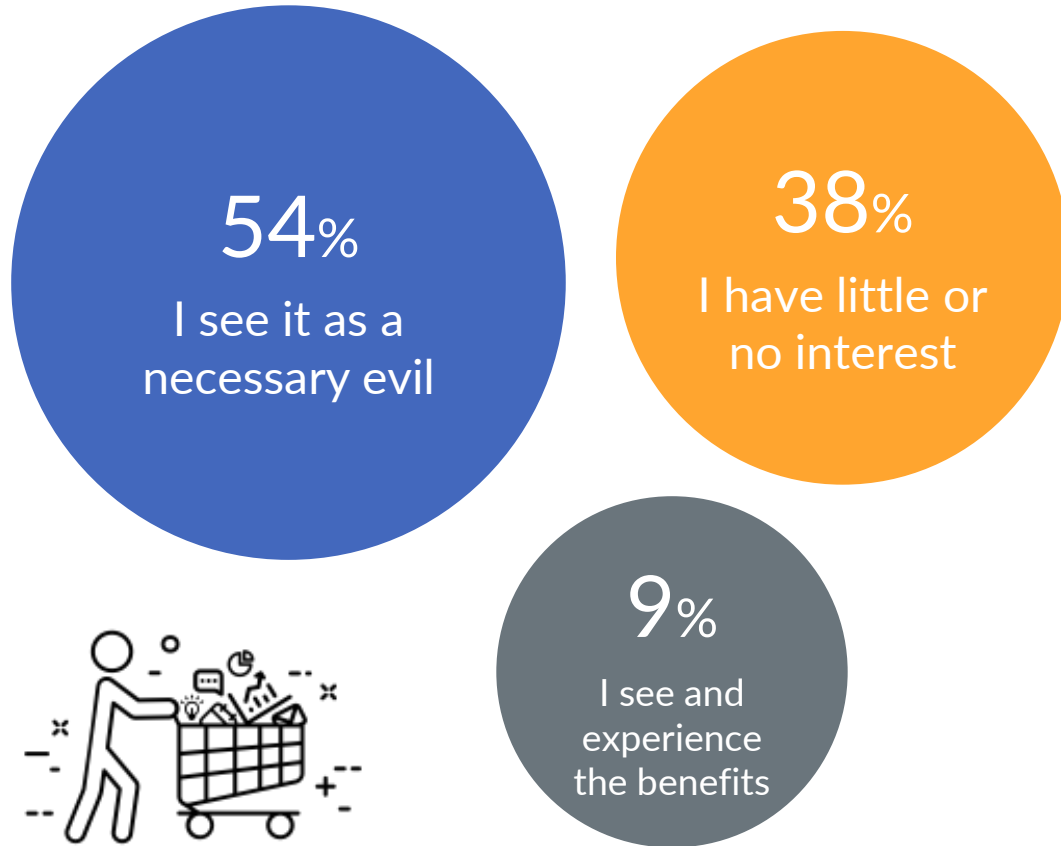 54%
I see it as a
necessary evil
38%
I have little or
no interest
9%
I see and
experience
the benefits